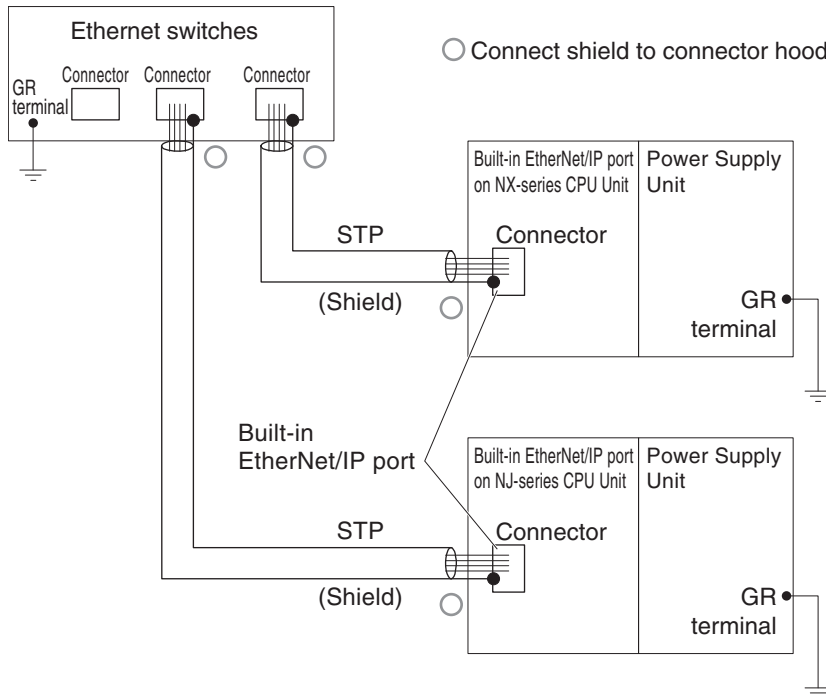 Ethernet switches
Connect shield to connector hood
Connector
Connector
Connector
GR
terminal
Built-in EtherNet/IP port
on NX-series CPU Unit
Power Supply
Unit
STP
Connector
(Shield)
GR
terminal
Built-in
EtherNet/IP port
Built-in EtherNet/IP port
on NJ-series CPU Unit
Power Supply
Unit
STP
Connector
(Shield)
GR
terminal